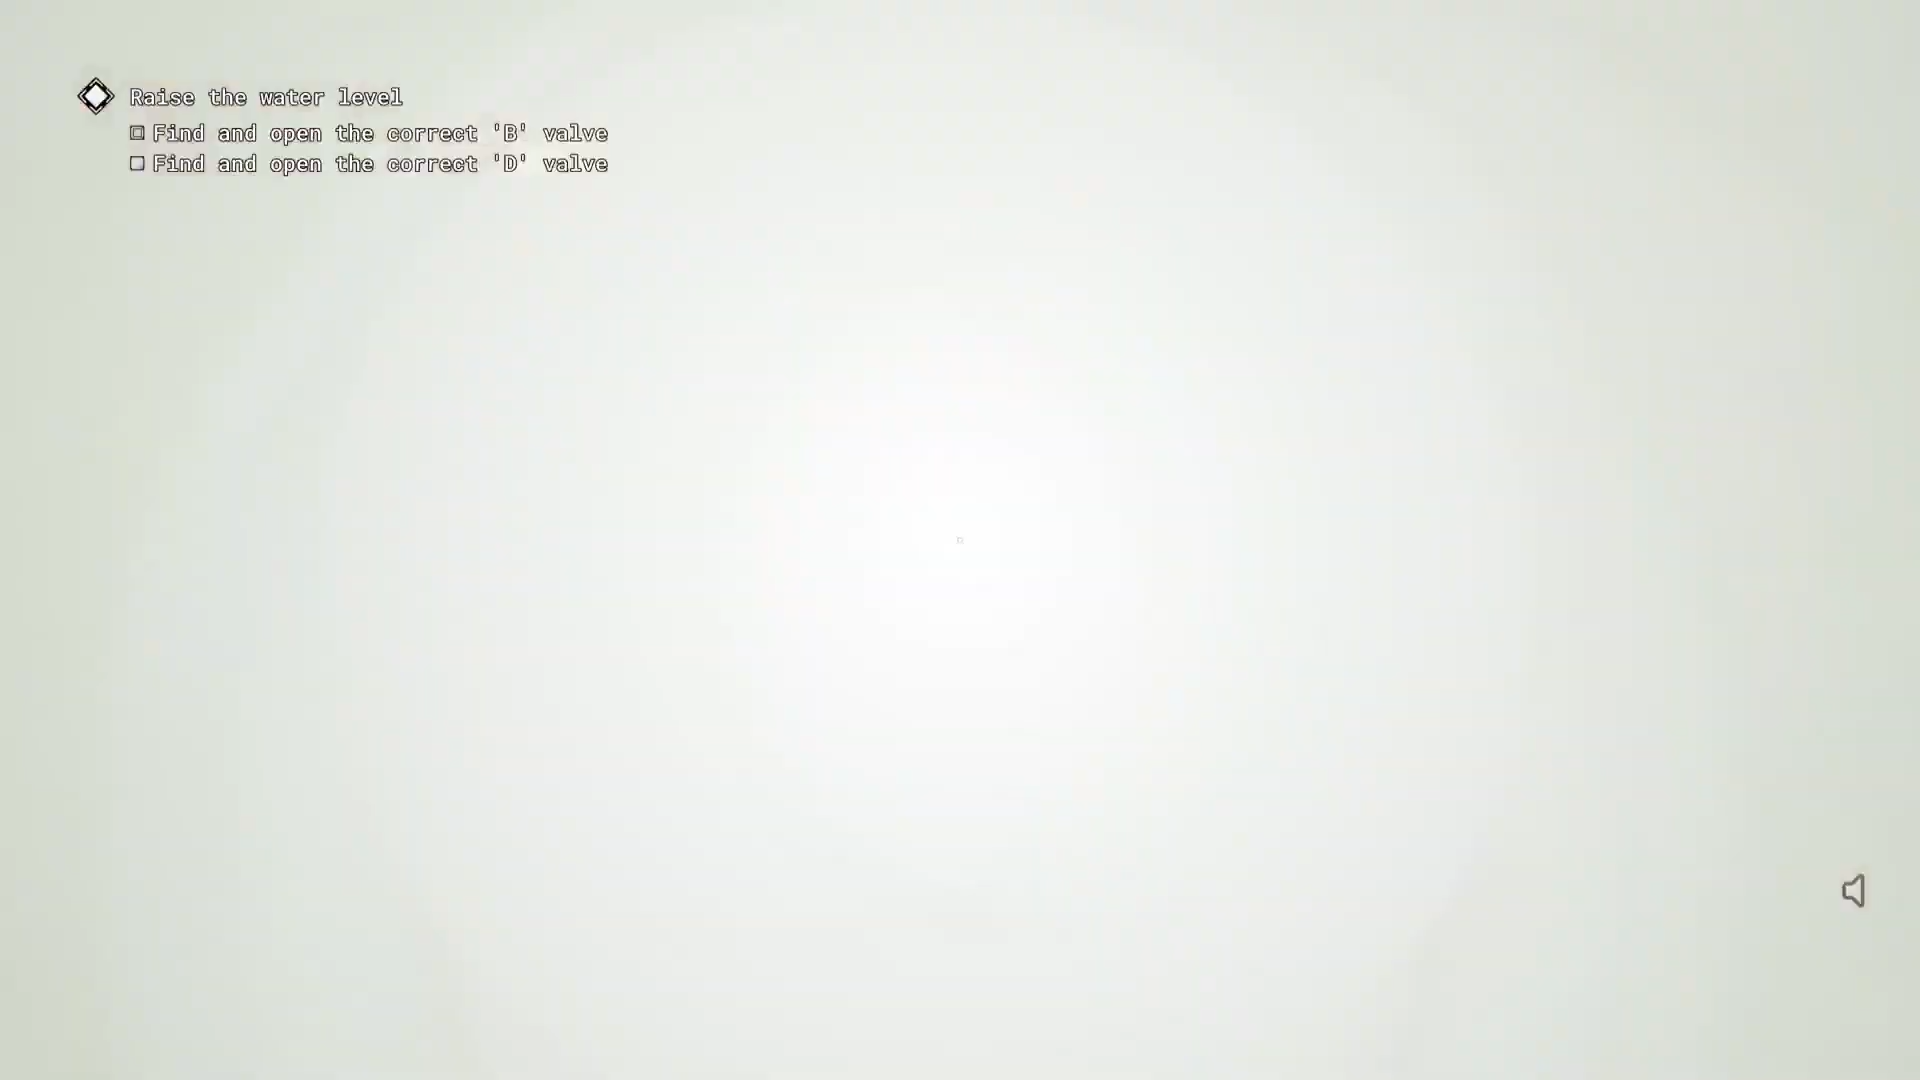 Raise the water level
Find and open the correct 'B' valve
Find and open the correct 'D' valve